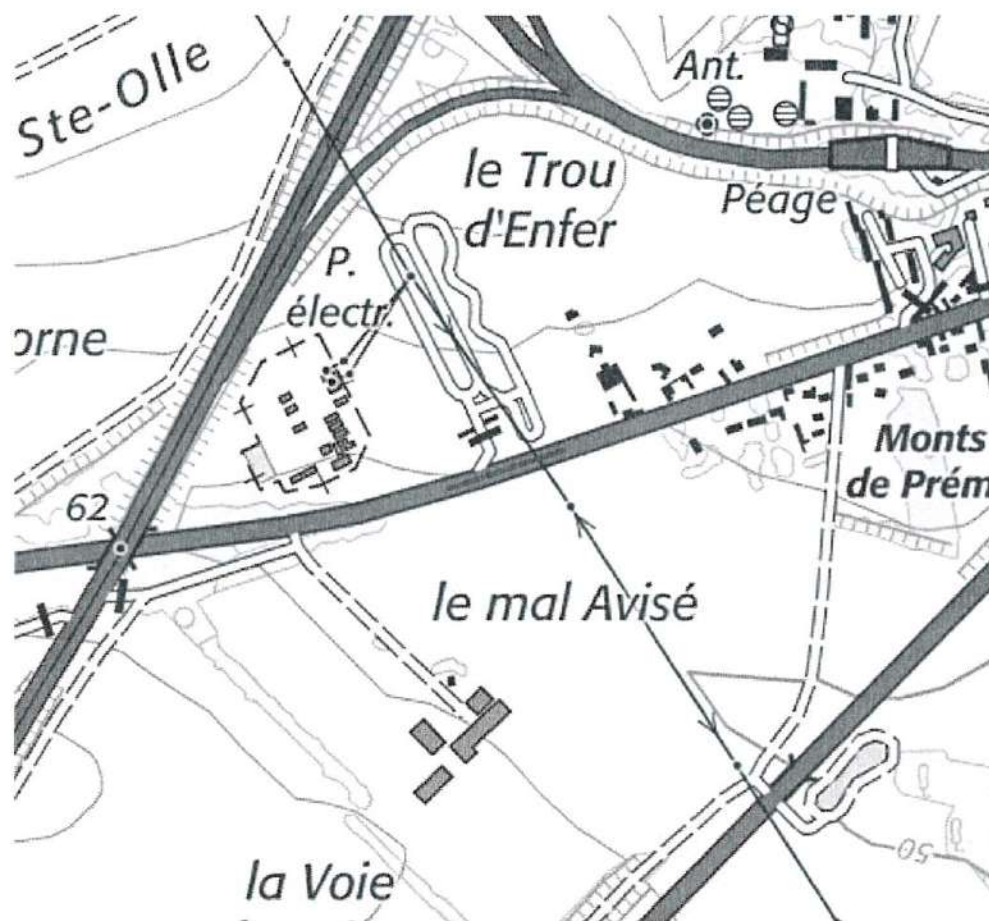 Ste-Olle
Ant.
le Trou
d'Enfer
Péage
P.
électr.
orne
Monts
de Prém
62
le mal Avisé
50
la Voie